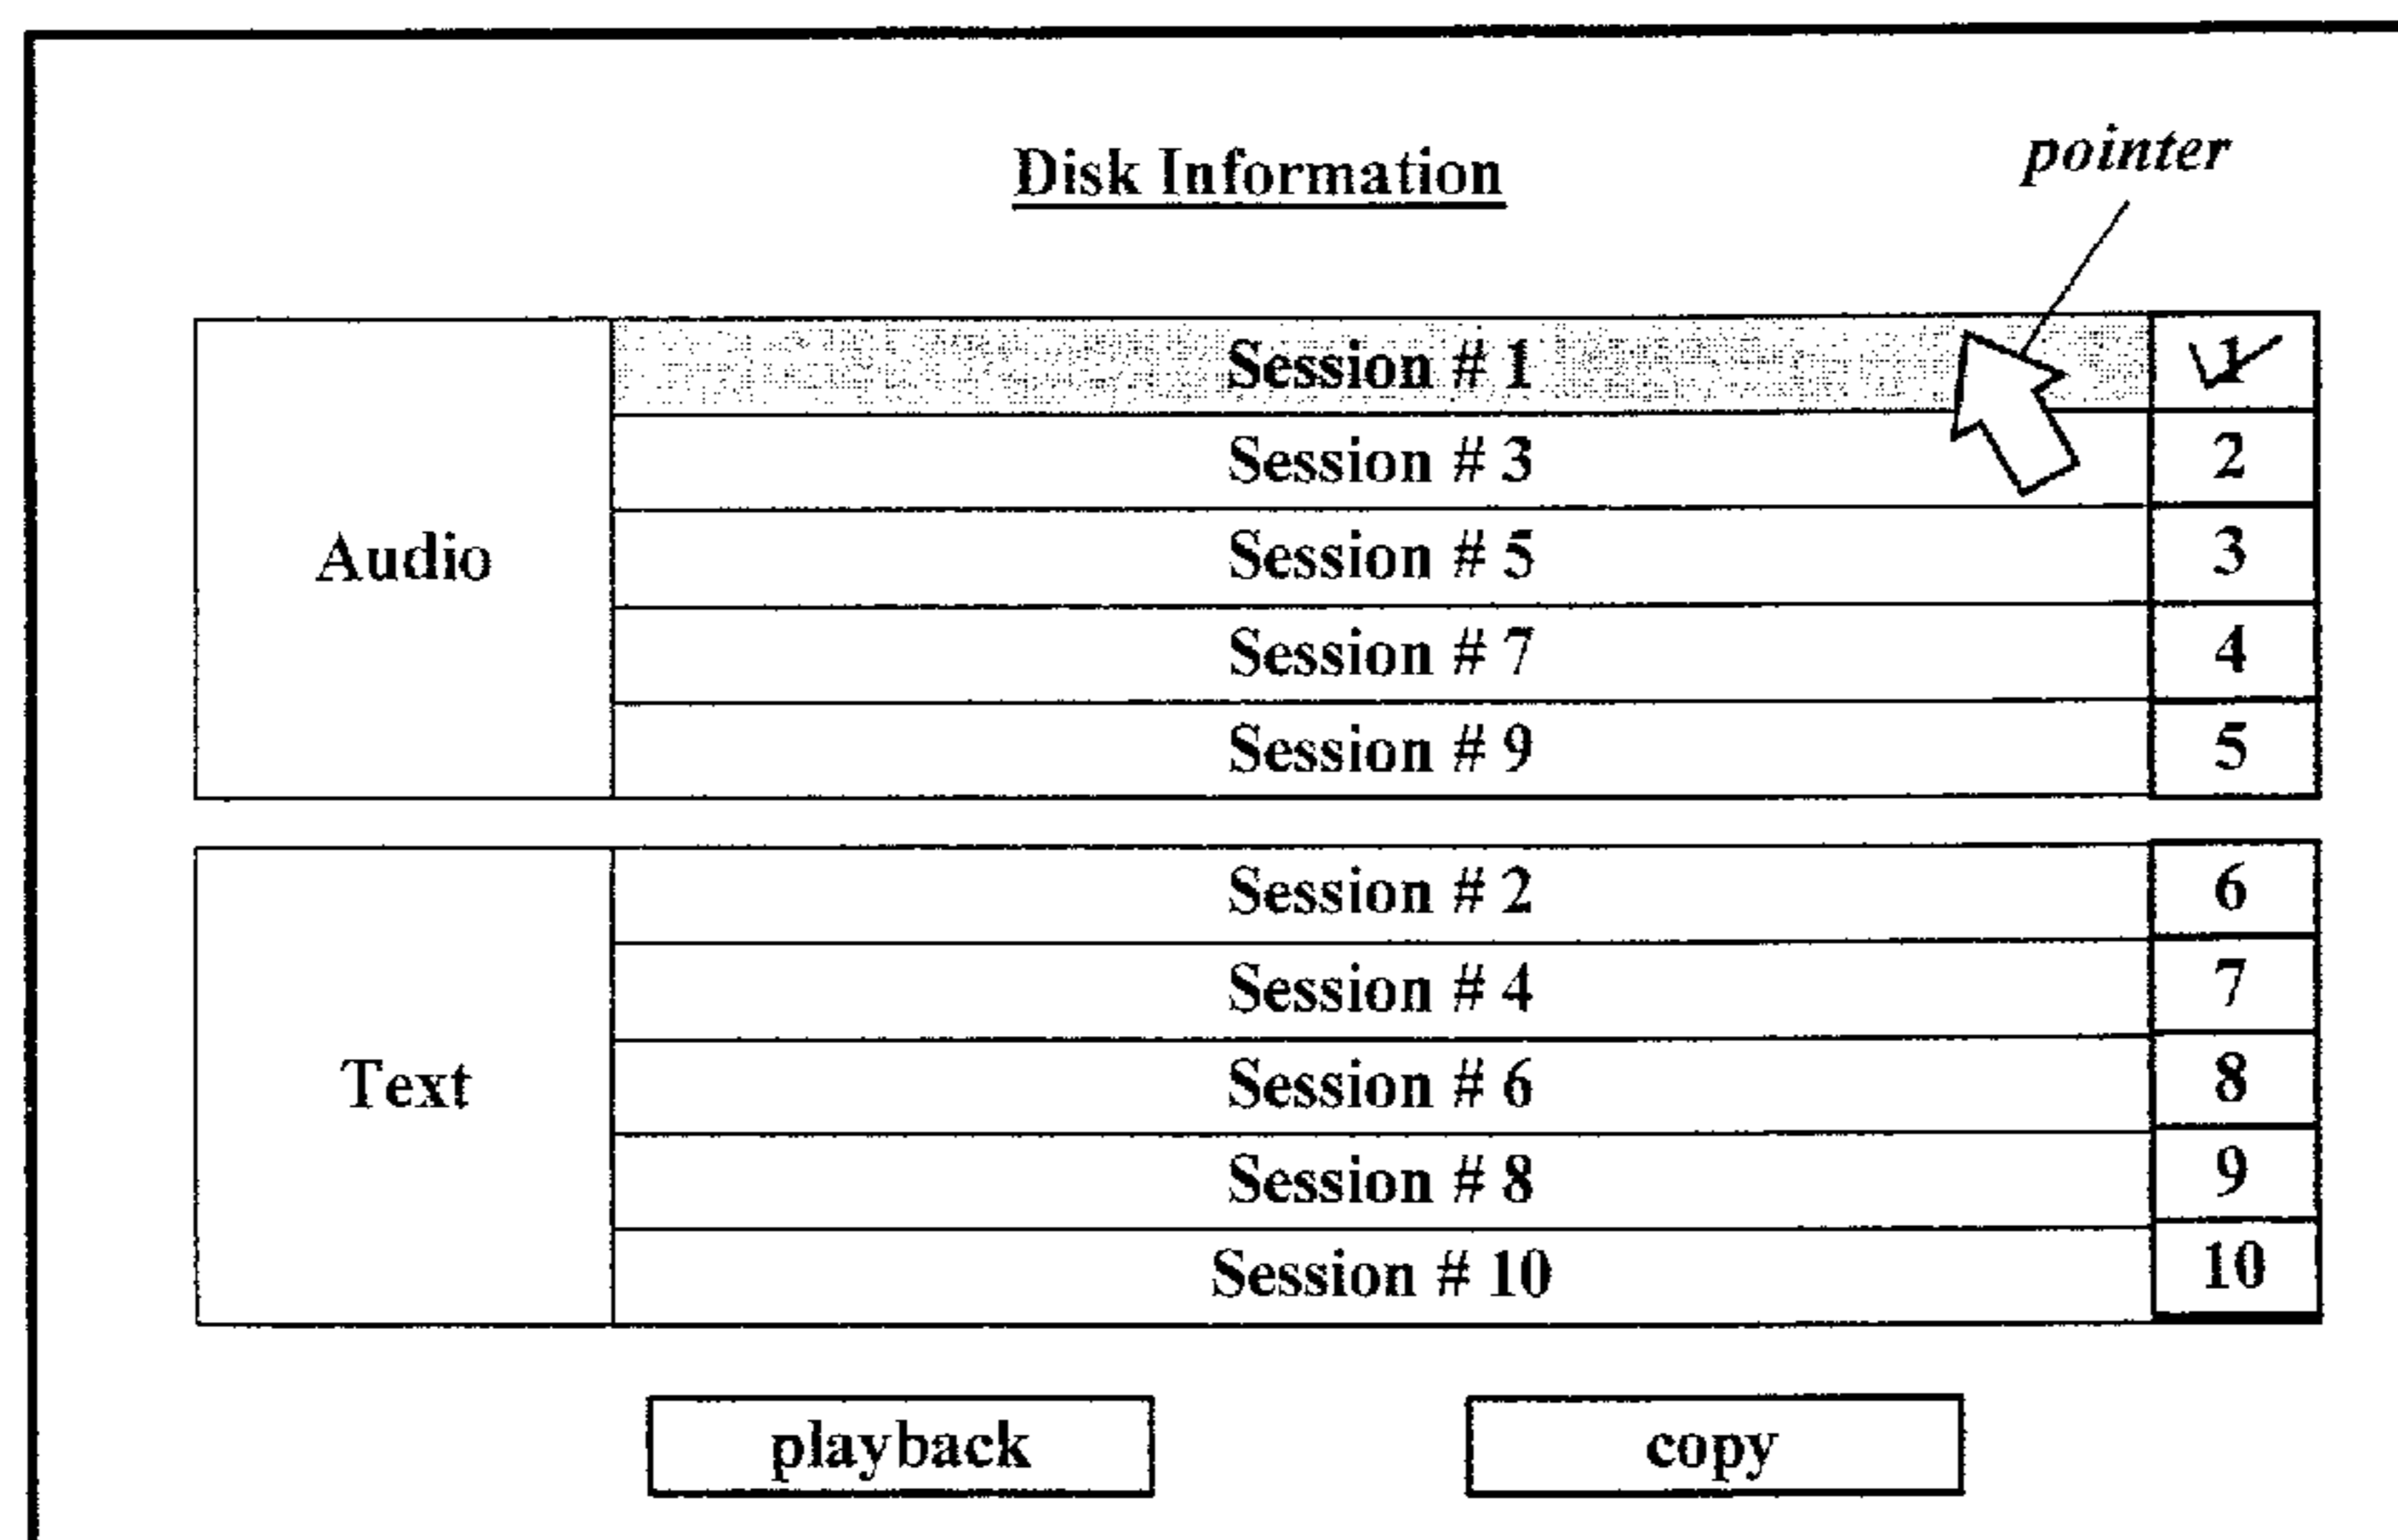 Disk Information
pointer
Audio
Session # 1 1
Session # 3 2
Session # 5 3
Session # 7 4
Session # 9 5
Text
Session # 2 6
Session # 4 7
Session # 6 8
Session # 8 9
Session # 10 10
playback copy